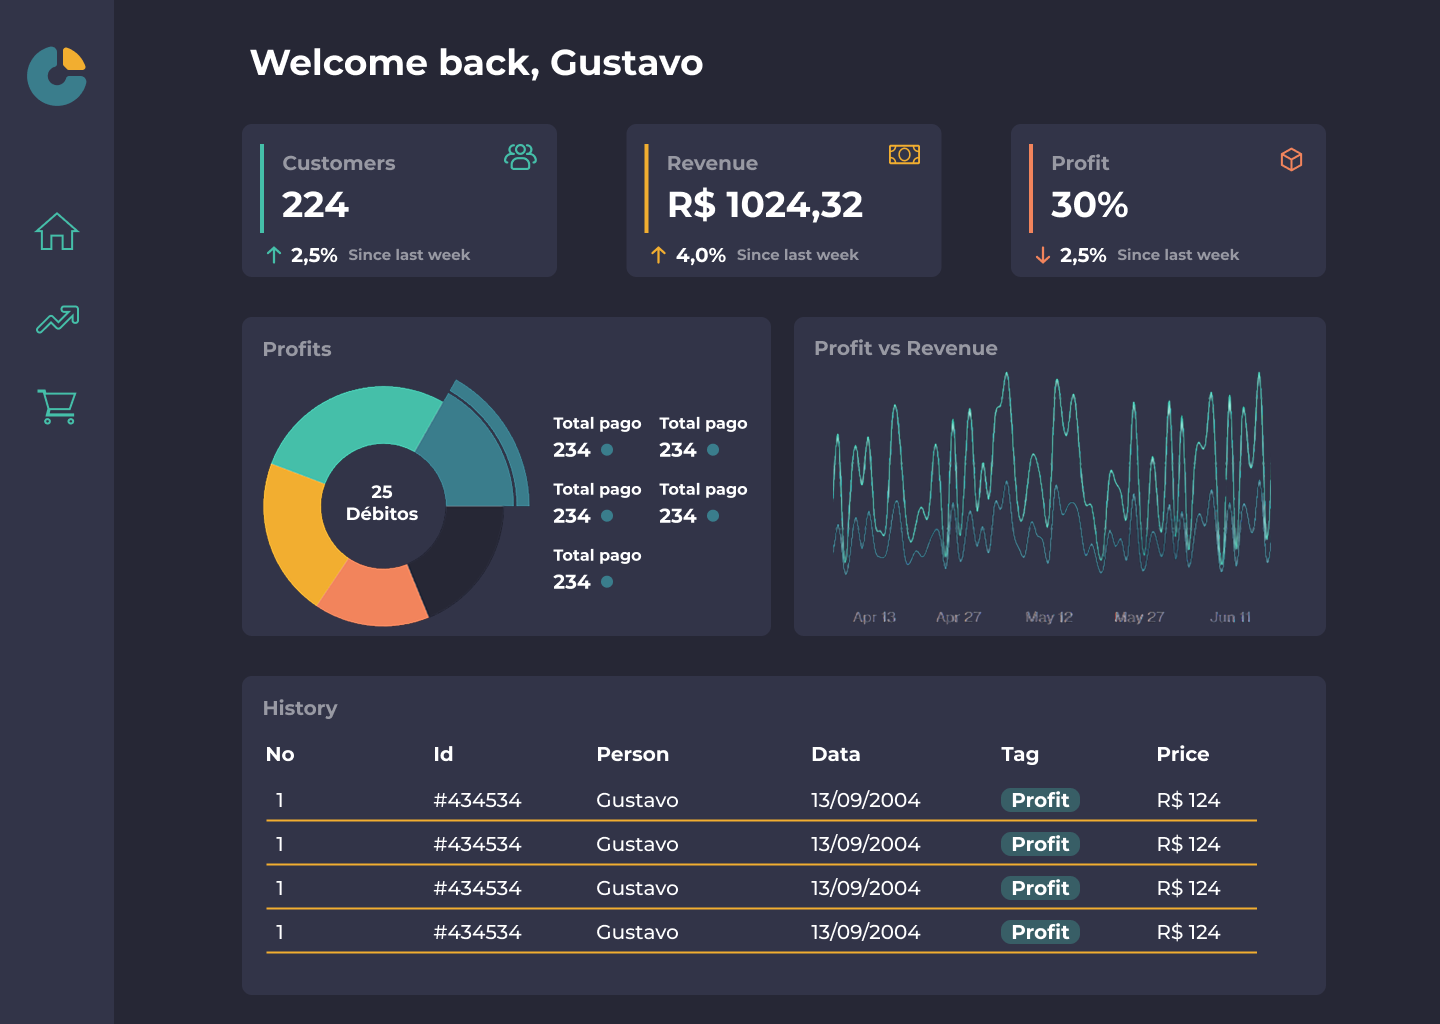 Welcome back, Gustavo
Customers
224
2,5% Since last week
Revenue
R$ 1024,32
4,0% Since last week
Profit
30%
2,5% Since last week
Profits
25
Débitos
Total pago Total pago
234 234
Total pago Total pago
234 234
Total pago
234
Profit vs Revenue
Apr 13 Apr 27 May 12 May 27 Jun 11
History
No Id Person Data Tag Price
1 #434534 Gustavo 13/09/2004 Profit R$ 124
1 #434534 Gustavo 13/09/2004 Profit R$ 124
1 #434534 Gustavo 13/09/2004 Profit R$ 124
1 #434534 Gustavo 13/09/2004 Profit R$ 124